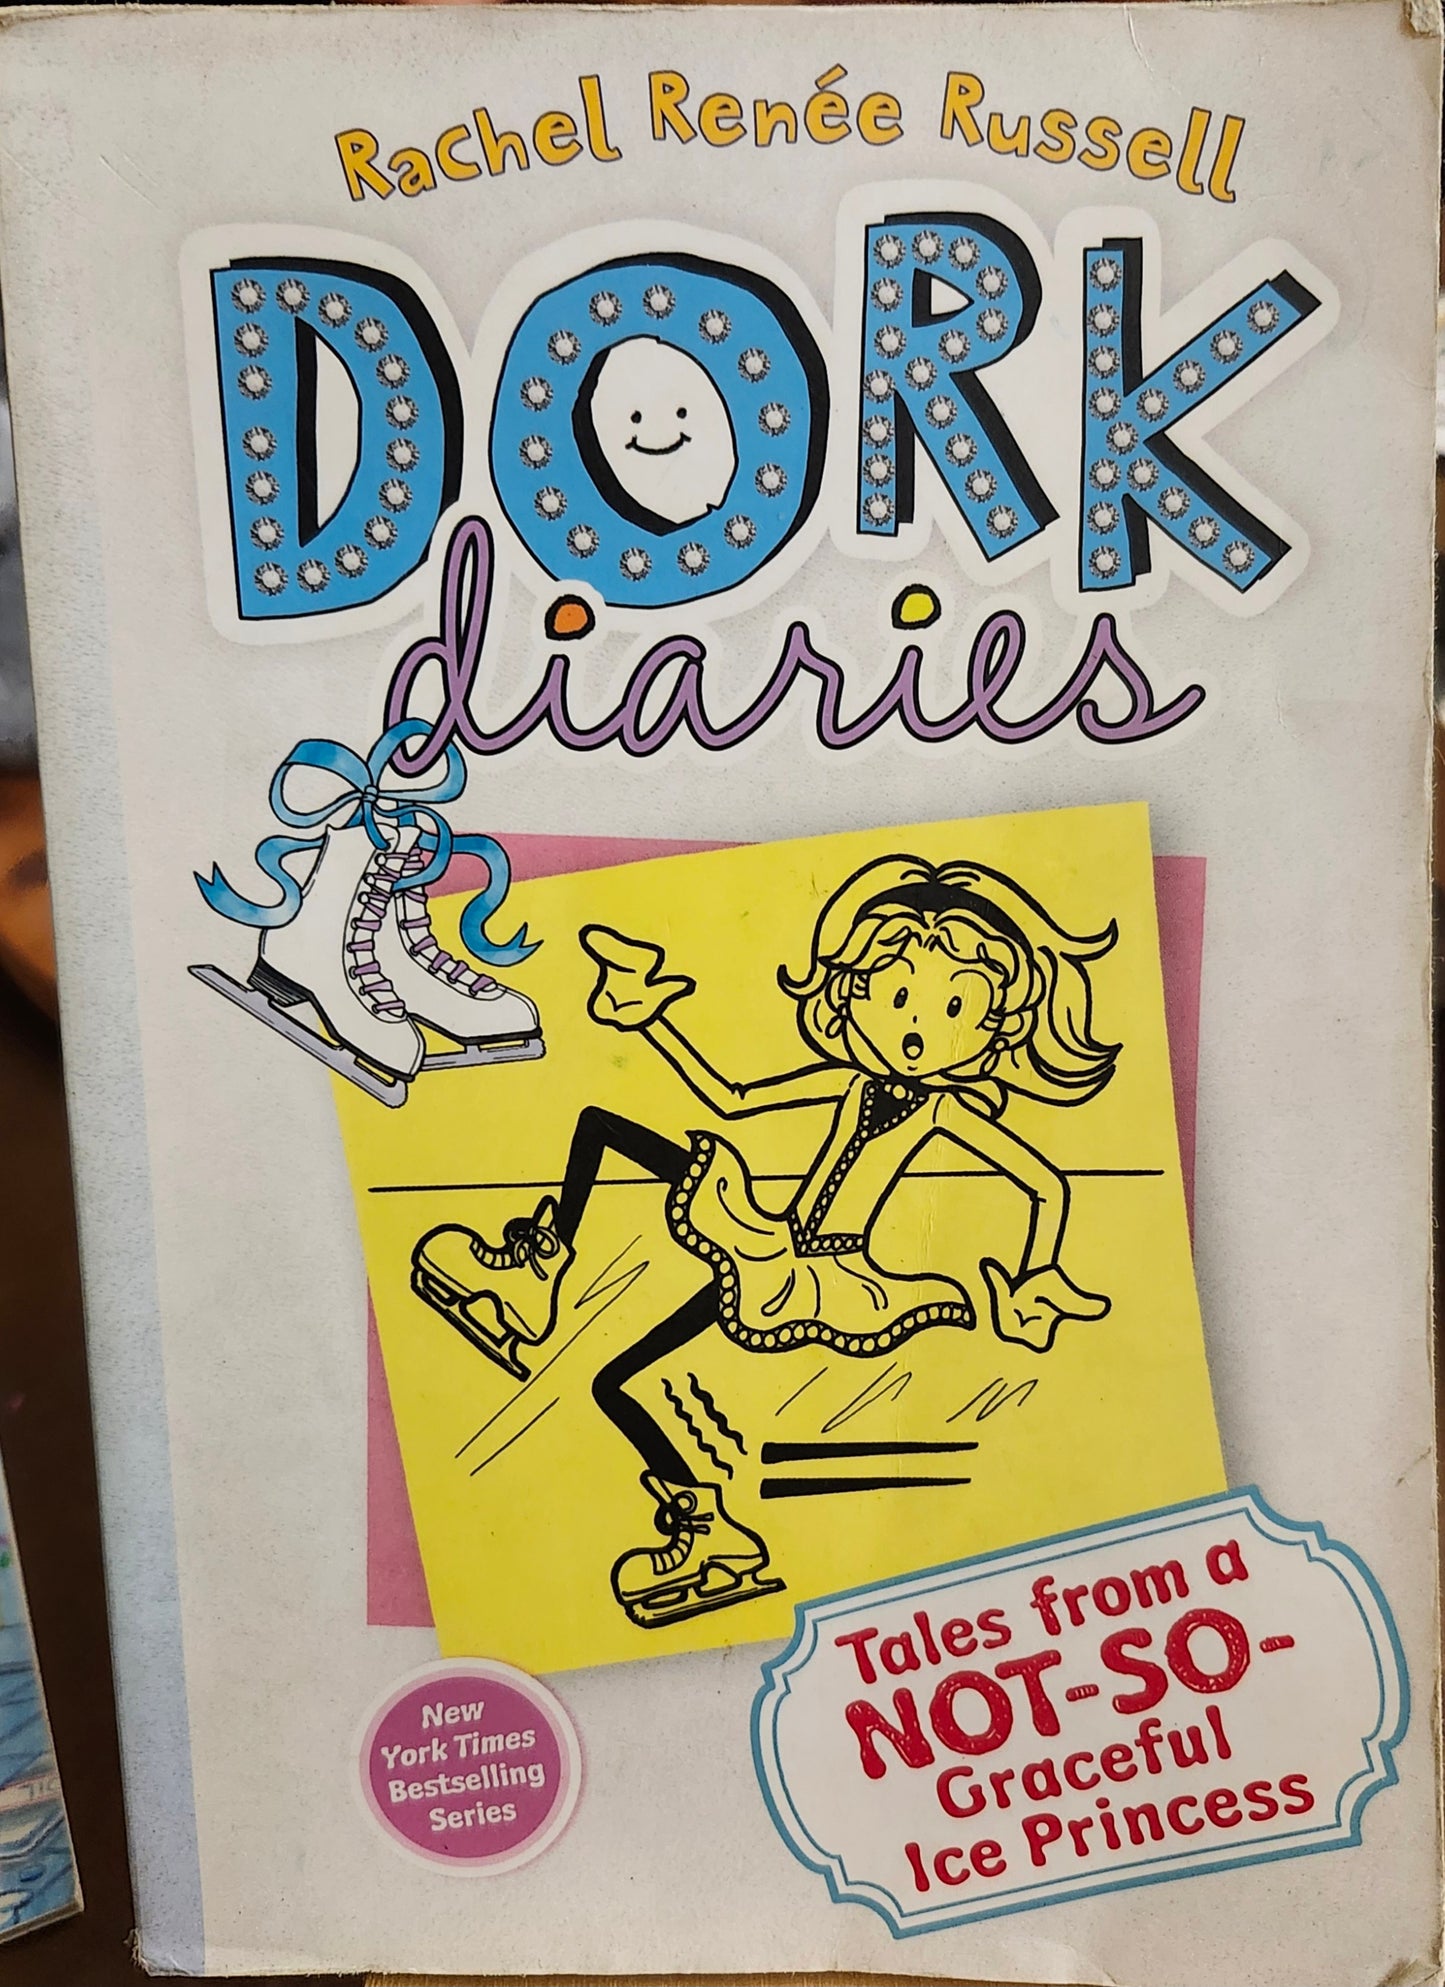 Rachel Renée Russell
DORK
diaries
New
York Times
Bestselling
Series
Tales from a
NOT-SO-
Graceful
Ice Princess